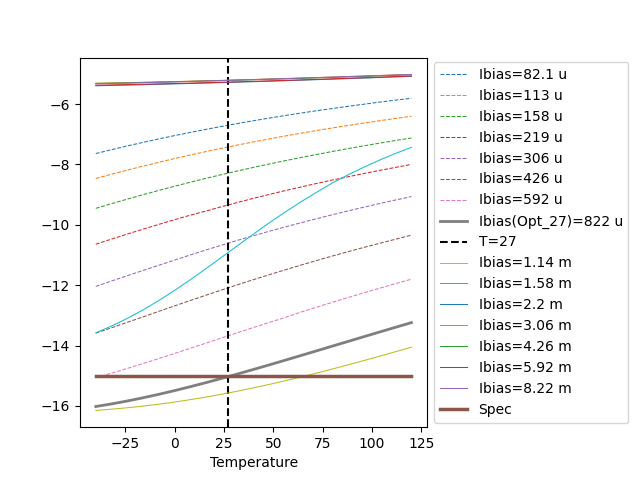 −6
−8
−10
−12
−14
−16
−25
0
25
50
75
100
125
Temperature
Ibias=82.1 u
Ibias=113 u
Ibias=158 u
Ibias=219 u
Ibias=306 u
Ibias=426 u
Ibias=592 u
Ibias(Opt_27)=822 u
T=27
Ibias=1.14 m
Ibias=1.58 m
Ibias=2.2 m
Ibias=3.06 m
Ibias=4.26 m
Ibias=5.92 m
Ibias=8.22 m
Spec